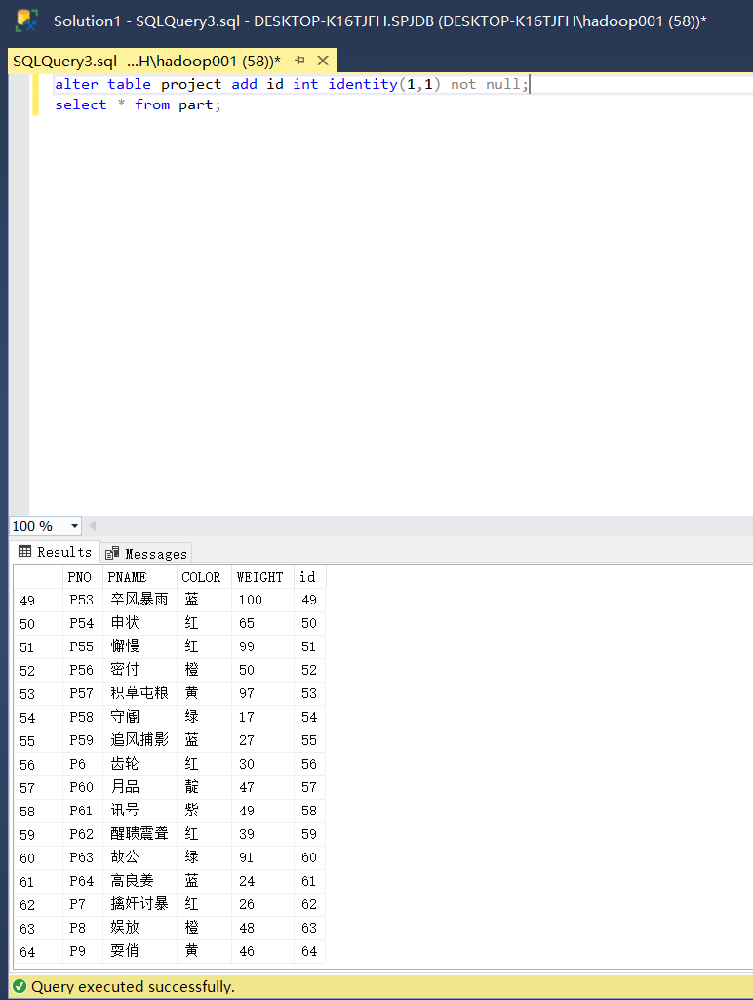 Solution1 - SQLQuery3.sql - DESKTOP-K16TJFH.SPJDB (DESKTOP-K16TJFH\hadoop001 (58))*
SQLQuery3.sql -...H\hadoop001 (58))*
alter table project add id int identity(1,1) not null;
select * from part;
100 %
Results Messages
PNO PNAME COLOR WEIGHT id
49 P53 卒风暴雨 蓝 100 49
50 P54 申状 红 65 50
51 P55 懈慢 红 99 51
52 P56 密付 橙 50 52
53 P57 积草屯粮 黄 97 53
54 P58 守阍 绿 17 54
55 P59 追风捕影 蓝 27 55
56 P6 齿轮 红 30 56
57 P60 月品 靛 47 57
58 P61 讯号 紫 49 58
59 P62 醒聩震聋 红 39 59
60 P63 故公 绿 91 60
61 P64 高良姜 蓝 24 61
62 P7 擒奸讨暴 红 26 62
63 P8 娱放 橙 48 63
64 P9 耍俏 黄 46 64
Query executed successfully.